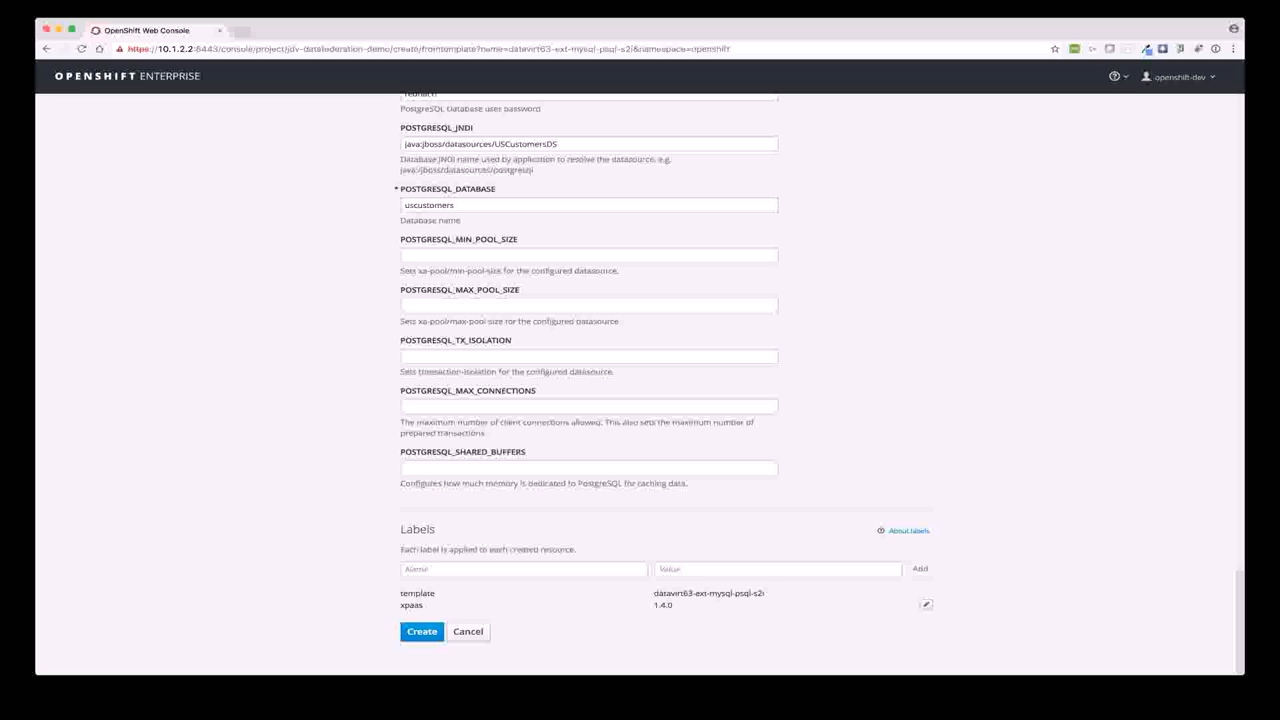 OpenShift Web Console
https://10.1.2.2:8443/console/project/jdv-datafederation-demo/create/fromtemplate?name=datavirt63-ext-mysql-psql-s2i&namespace=openshift
OPENSHIFT ENTERPRISE
openshift-dev
PostgreSQL Database user password
POSTGRESQL_JNDI
java:jboss/datasources/USCustomersDS
Database JNDI name used by application to resolve the datasource, e.g.
java:/jboss/datasources/postgresql
* POSTGRESQL_DATABASE
uscustomers
Database name
POSTGRESQL_MIN_POOL_SIZE
Sets xa-pool/min-pool-size for the configured datasource.
POSTGRESQL_MAX_POOL_SIZE
Sets xa-pool/max-pool-size for the configured datasource
POSTGRESQL_TX_ISOLATION
Sets transaction-isolation for the configured datasource.
POSTGRESQL_MAX_CONNECTIONS
The maximum number of client connections allowed. This also sets the maximum number of
prepared transactions
POSTGRESQL_SHARED_BUFFERS
Configures how much memory is dedicated to PostgreSQL for caching data.
Labels
About labels
Each label is applied to each created resource.
Name Value Add
template datavirt63-ext-mysql-psql-s2i
xpaas 1.4.0
Create Cancel